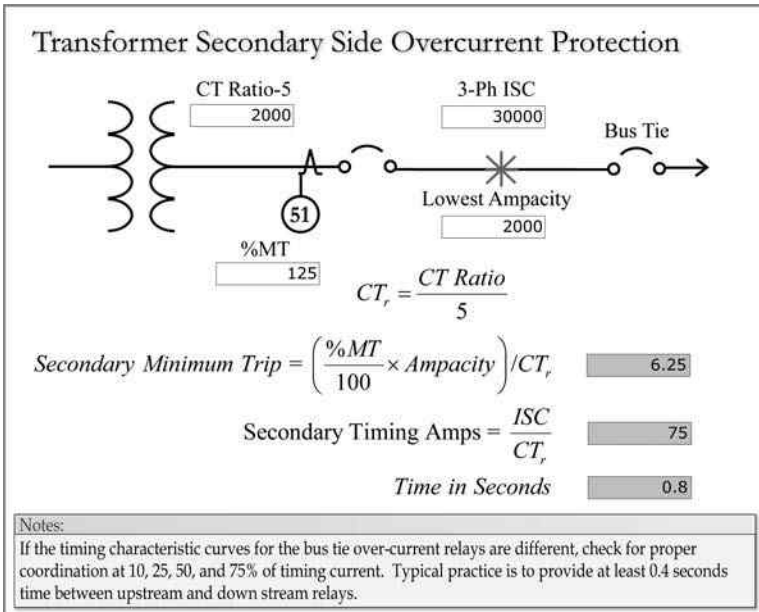 Transformer Secondary Side Overcurrent Protection
CT Ratio-5
2000
3-Ph ISC
30000
Bus Tie
51
Lowest Ampacity
2000
%MT
125
CTr = CT Ratio / 5
Secondary Minimum Trip = (%MT / 100 × Ampacity) / CTr 6.25
Secondary Timing Amps = ISC / CTr 75
Time in Seconds 0.8
Notes:
If the timing characteristic curves for the bus tie over-current relays are different, check for proper
coordination at 10, 25, 50, and 75% of timing current. Typical practice is to provide at least 0.4 seconds
time between upstream and down stream relays.